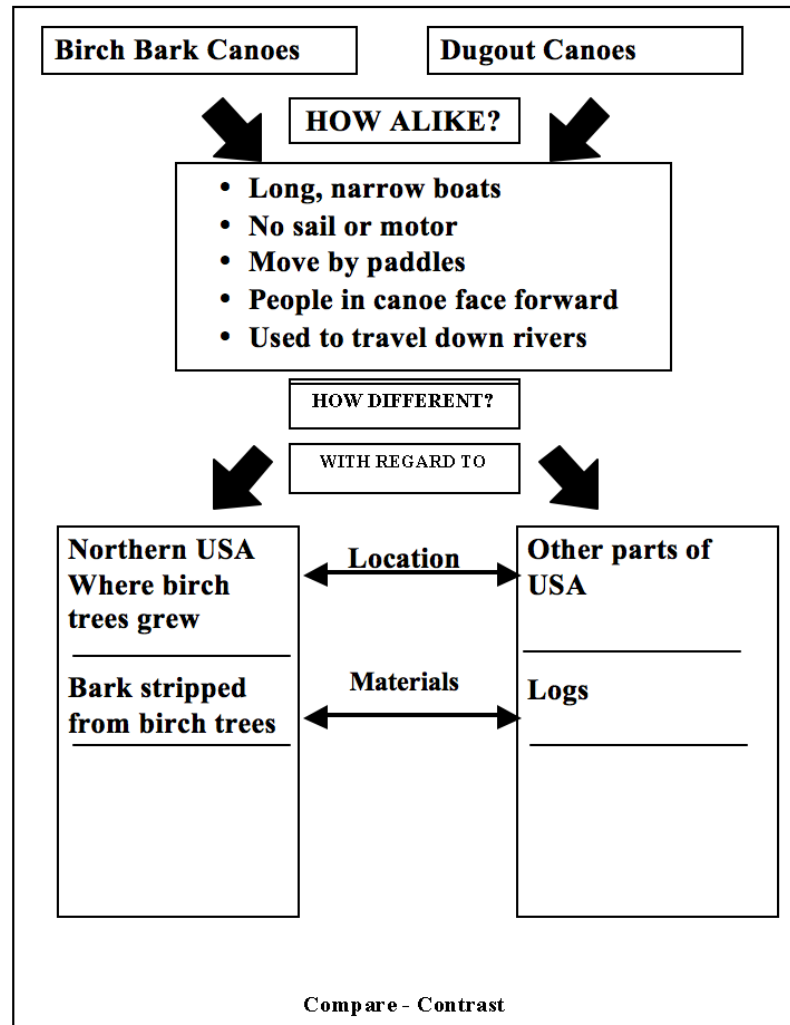 Birch Bark Canoes
Dugout Canoes
HOW ALIKE?
• Long, narrow boats
• No sail or motor
• Move by paddles
• People in canoe face forward
• Used to travel down rivers
HOW DIFFERENT?
WITH REGARD TO
Northern USA
Where birch
trees grew
Location
Other parts of
USA
Bark stripped
from birch trees
Materials
Logs
Compare - Contrast